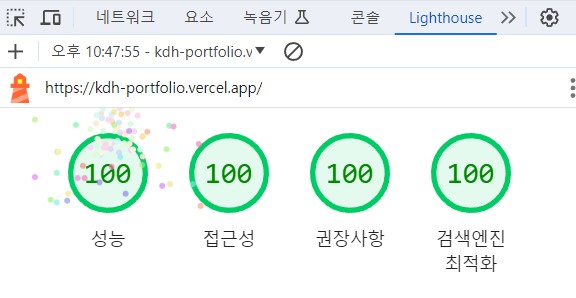 네트워크 요소 녹음기 콘솔 Lighthouse
오후 10:47:55 - kdh-portfolio.v
https://kdh-portfolio.vercel.app/
100 100 100 100
성능 접근성 권장사항 검색엔진
최적화